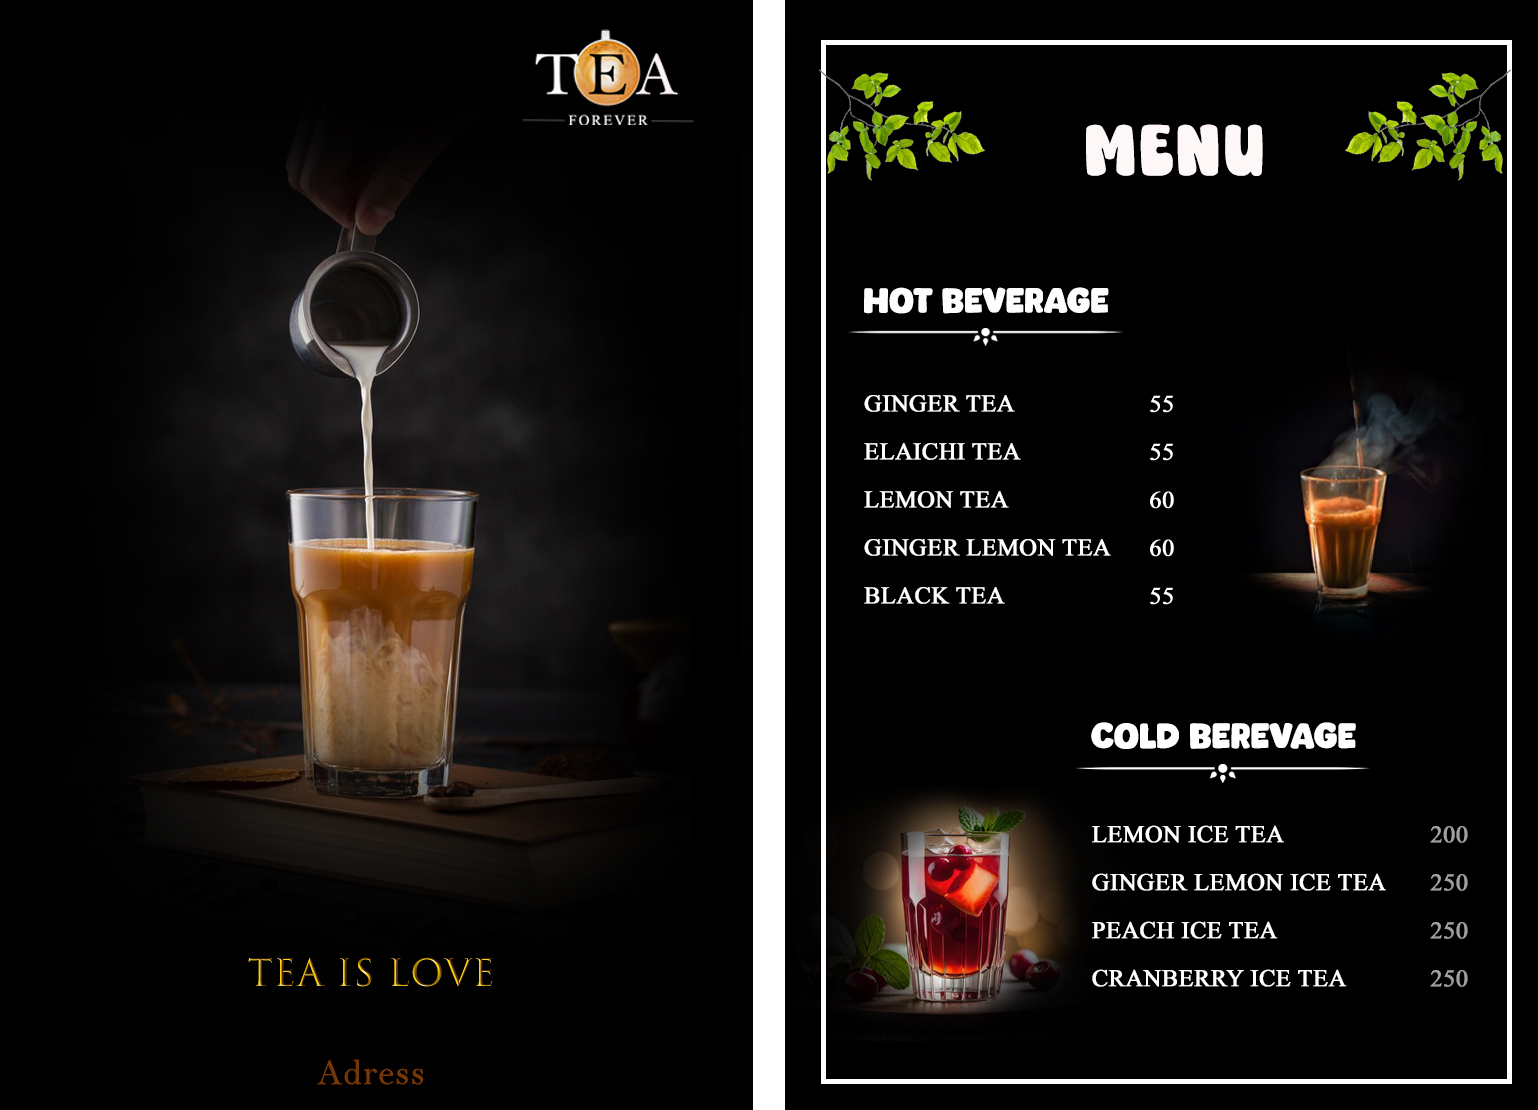 TEA
FOREVER
TEA IS LOVE
Adress
MENU
HOT BEVERAGE
GINGER TEA 55
ELAICHI TEA 55
LEMON TEA 60
GINGER LEMON TEA 60
BLACK TEA 55
COLD BEREVAGE
LEMON ICE TEA 200
GINGER LEMON ICE TEA 250
PEACH ICE TEA 250
CRANBERRY ICE TEA 250